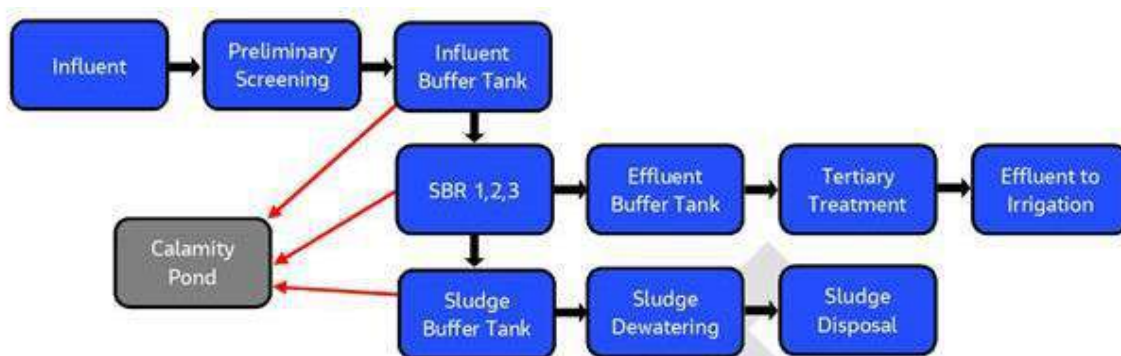 Influent
Preliminary
Screening
Influent
Buffer Tank
SBR 1,2,3
Effluent
Buffer Tank
Tertiary
Treatment
Effluent to
Irrigation
Calamity
Pond
Sludge
Buffer Tank
Sludge
Dewatering
Sludge
Disposal